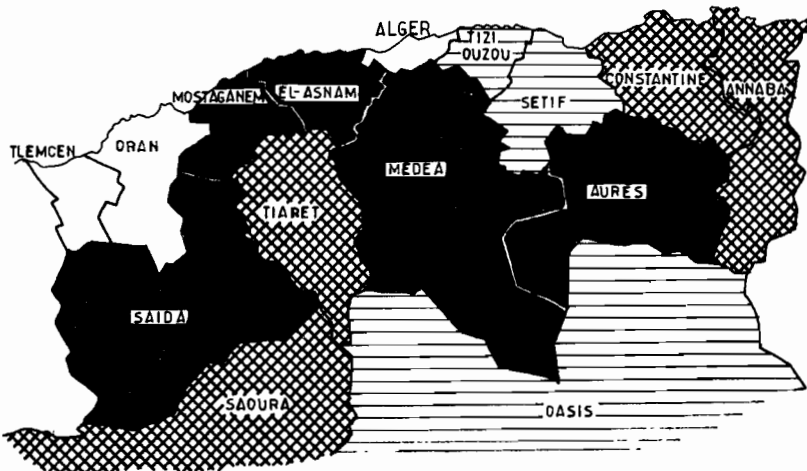 ALGER
TIZI
OUZOU
CONSTANTINE
ANNABA
MOSTAGANEM
EL-ASNAM
SETIF
TLEMCEN
ORAN
MEDEA
AURES
TIARET
SAIDA
SAOURA
OASIS